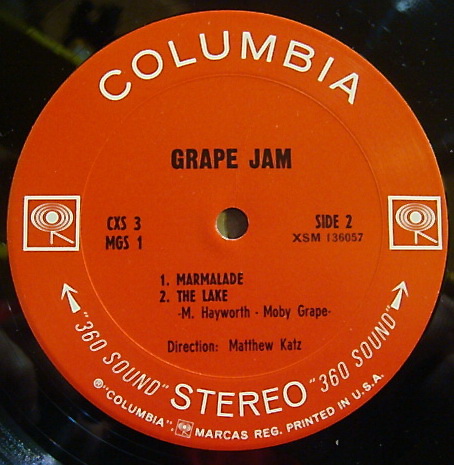 COLUMBIA
GRAPE JAM
CXS 3
MGS 1
SIDE 2
XSM 136057
1. MARMALADE
2. THE LAKE
-M. Hayworth - Moby Grape-
Direction: Matthew Katz
"360 SOUND" STEREO "360 SOUND"
℗"COLUMBIA", MARCAS REG. PRINTED IN U.S.A.